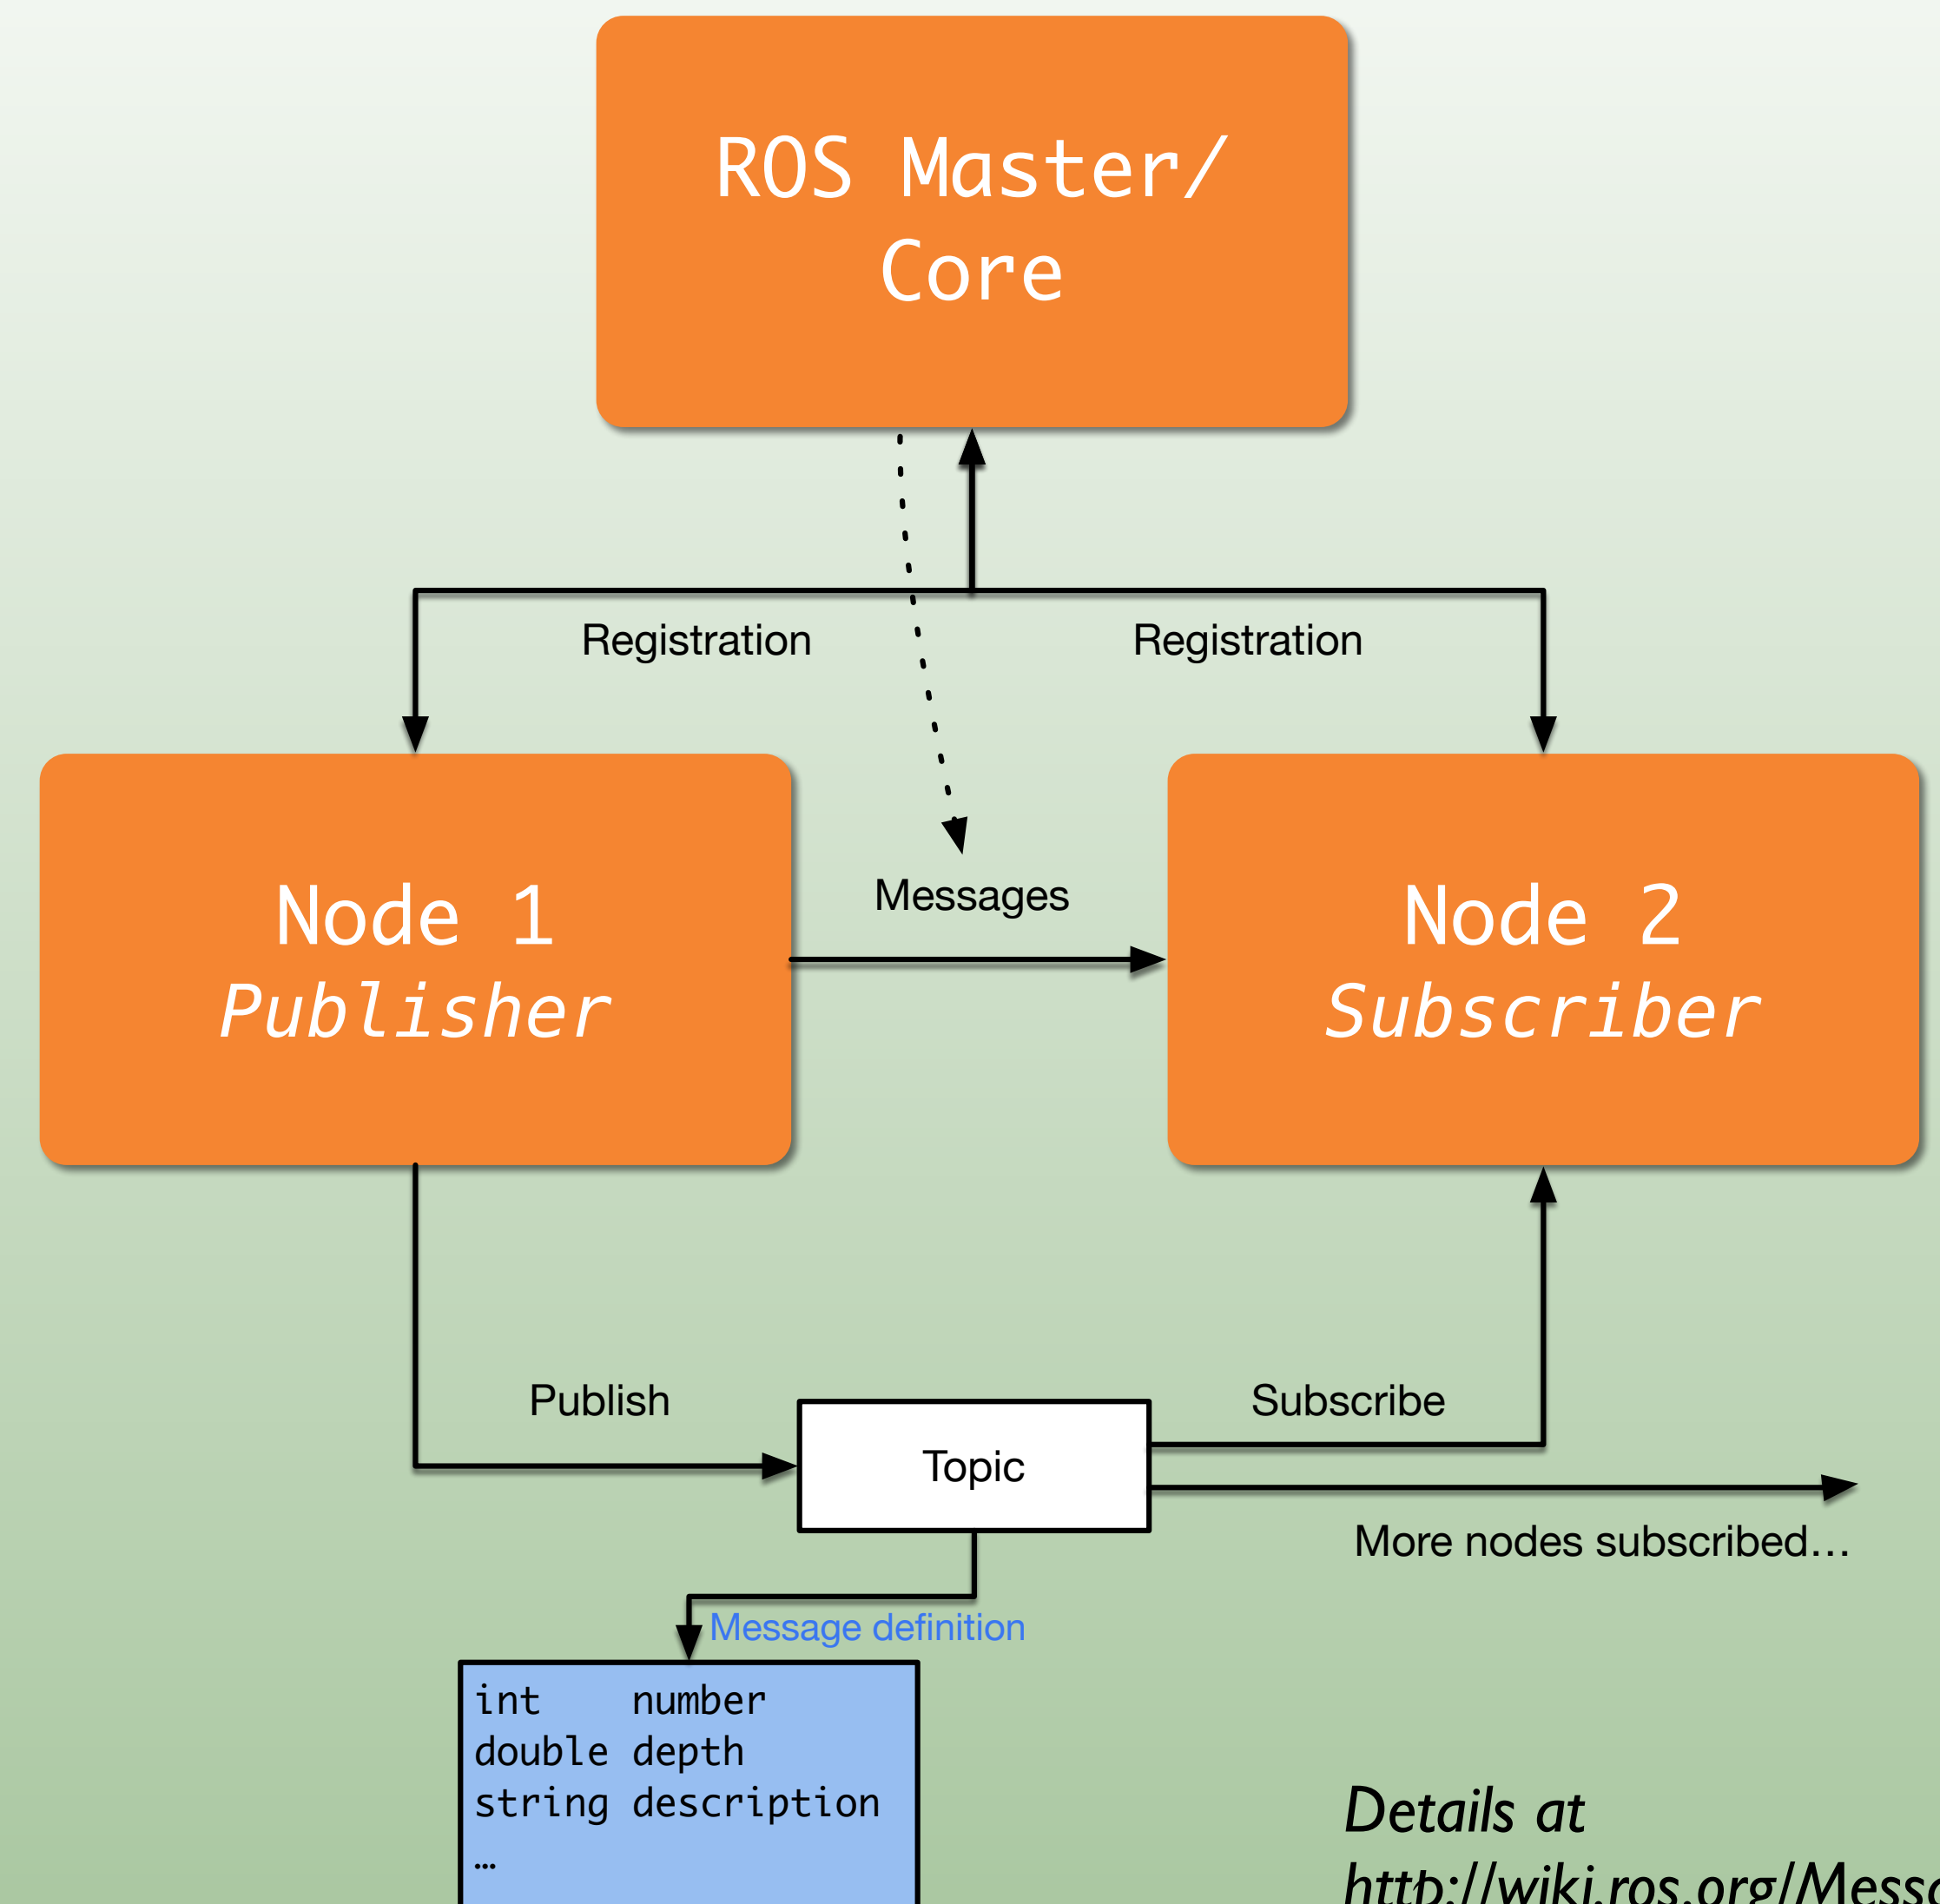 ROS Master/
Core
Registration
Registration
Messages
Node 1
Publisher
Node 2
Subscriber
Publish
Topic
Subscribe
More nodes subscribed…
Message definition
int number
double depth
string description
…
Details at